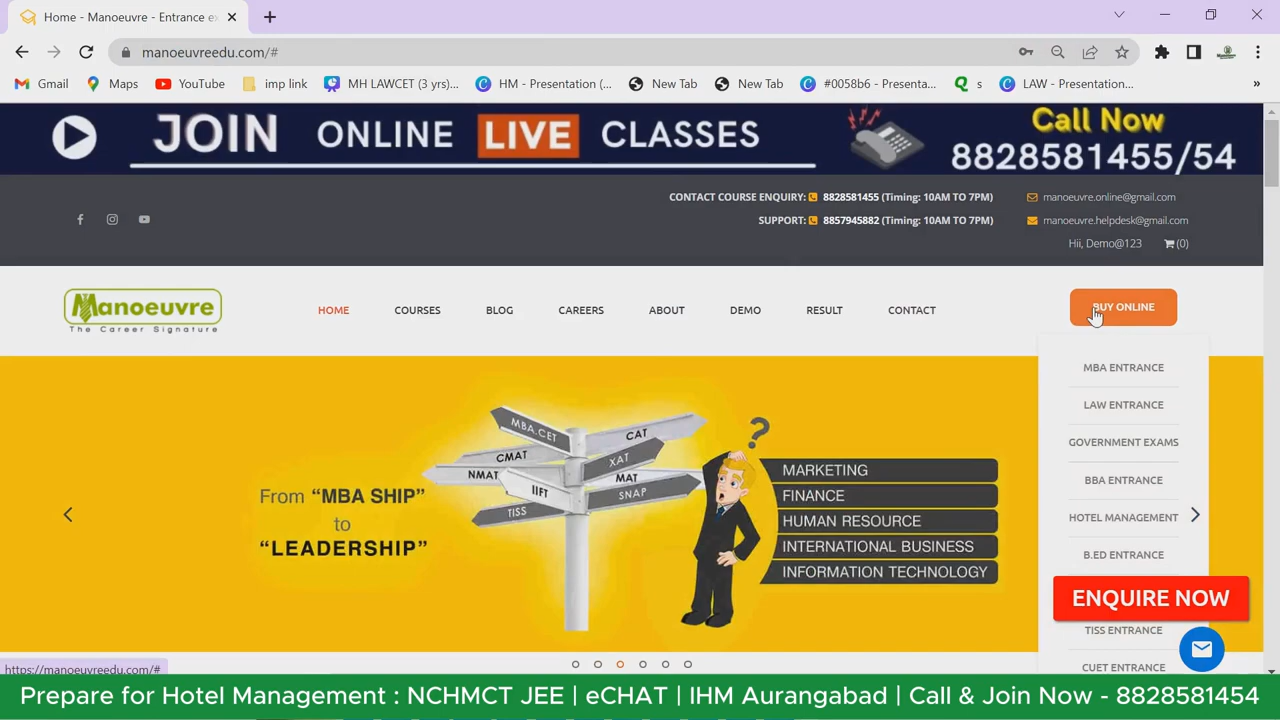 Home - Manoeuvre - Entrance ex
manoeuvreedu.com/#
Gmail
Maps
YouTube
imp link
MH LAWCET (3 yrs)...
HM - Presentation (...
New Tab
New Tab
#0058b6 - Presenta...
s
LAW - Presentation...
»
JOIN ONLINE LIVE CLASSES
Call Now
8828581455/54
CONTACT COURSE ENQUIRY: 8828581455 (Timing: 10AM TO 7PM)
manoeuvre.online@gmail.com
SUPPORT: 8857945882 (Timing: 10AM TO 7PM)
manoeuvre.helpdesk@gmail.com
Hii, Demo@123
(0)
Manoeuvre
The Career Signature
HOME
COURSES
BLOG
CAREERS
ABOUT
DEMO
RESULT
CONTACT
BUY ONLINE
MBA ENTRANCE
LAW ENTRANCE
GOVERNMENT EXAMS
BBA ENTRANCE
HOTEL MANAGEMENT
B.ED ENTRANCE
ENQUIRE NOW
TISS ENTRANCE
CUET ENTRANCE
From “MBA SHIP”
to
“LEADERSHIP”
MBA.CET
CAT
CMAT
XAT
NMAT
MAT
IIFT
SNAP
TISS
?
MARKETING
FINANCE
HUMAN RESOURCE
INTERNATIONAL BUSINESS
INFORMATION TECHNOLOGY
https://manoeuvreedu.com/#
Prepare for Hotel Management : NCHMCT JEE | eCHAT | IHM Aurangabad | Call & Join Now - 8828581454